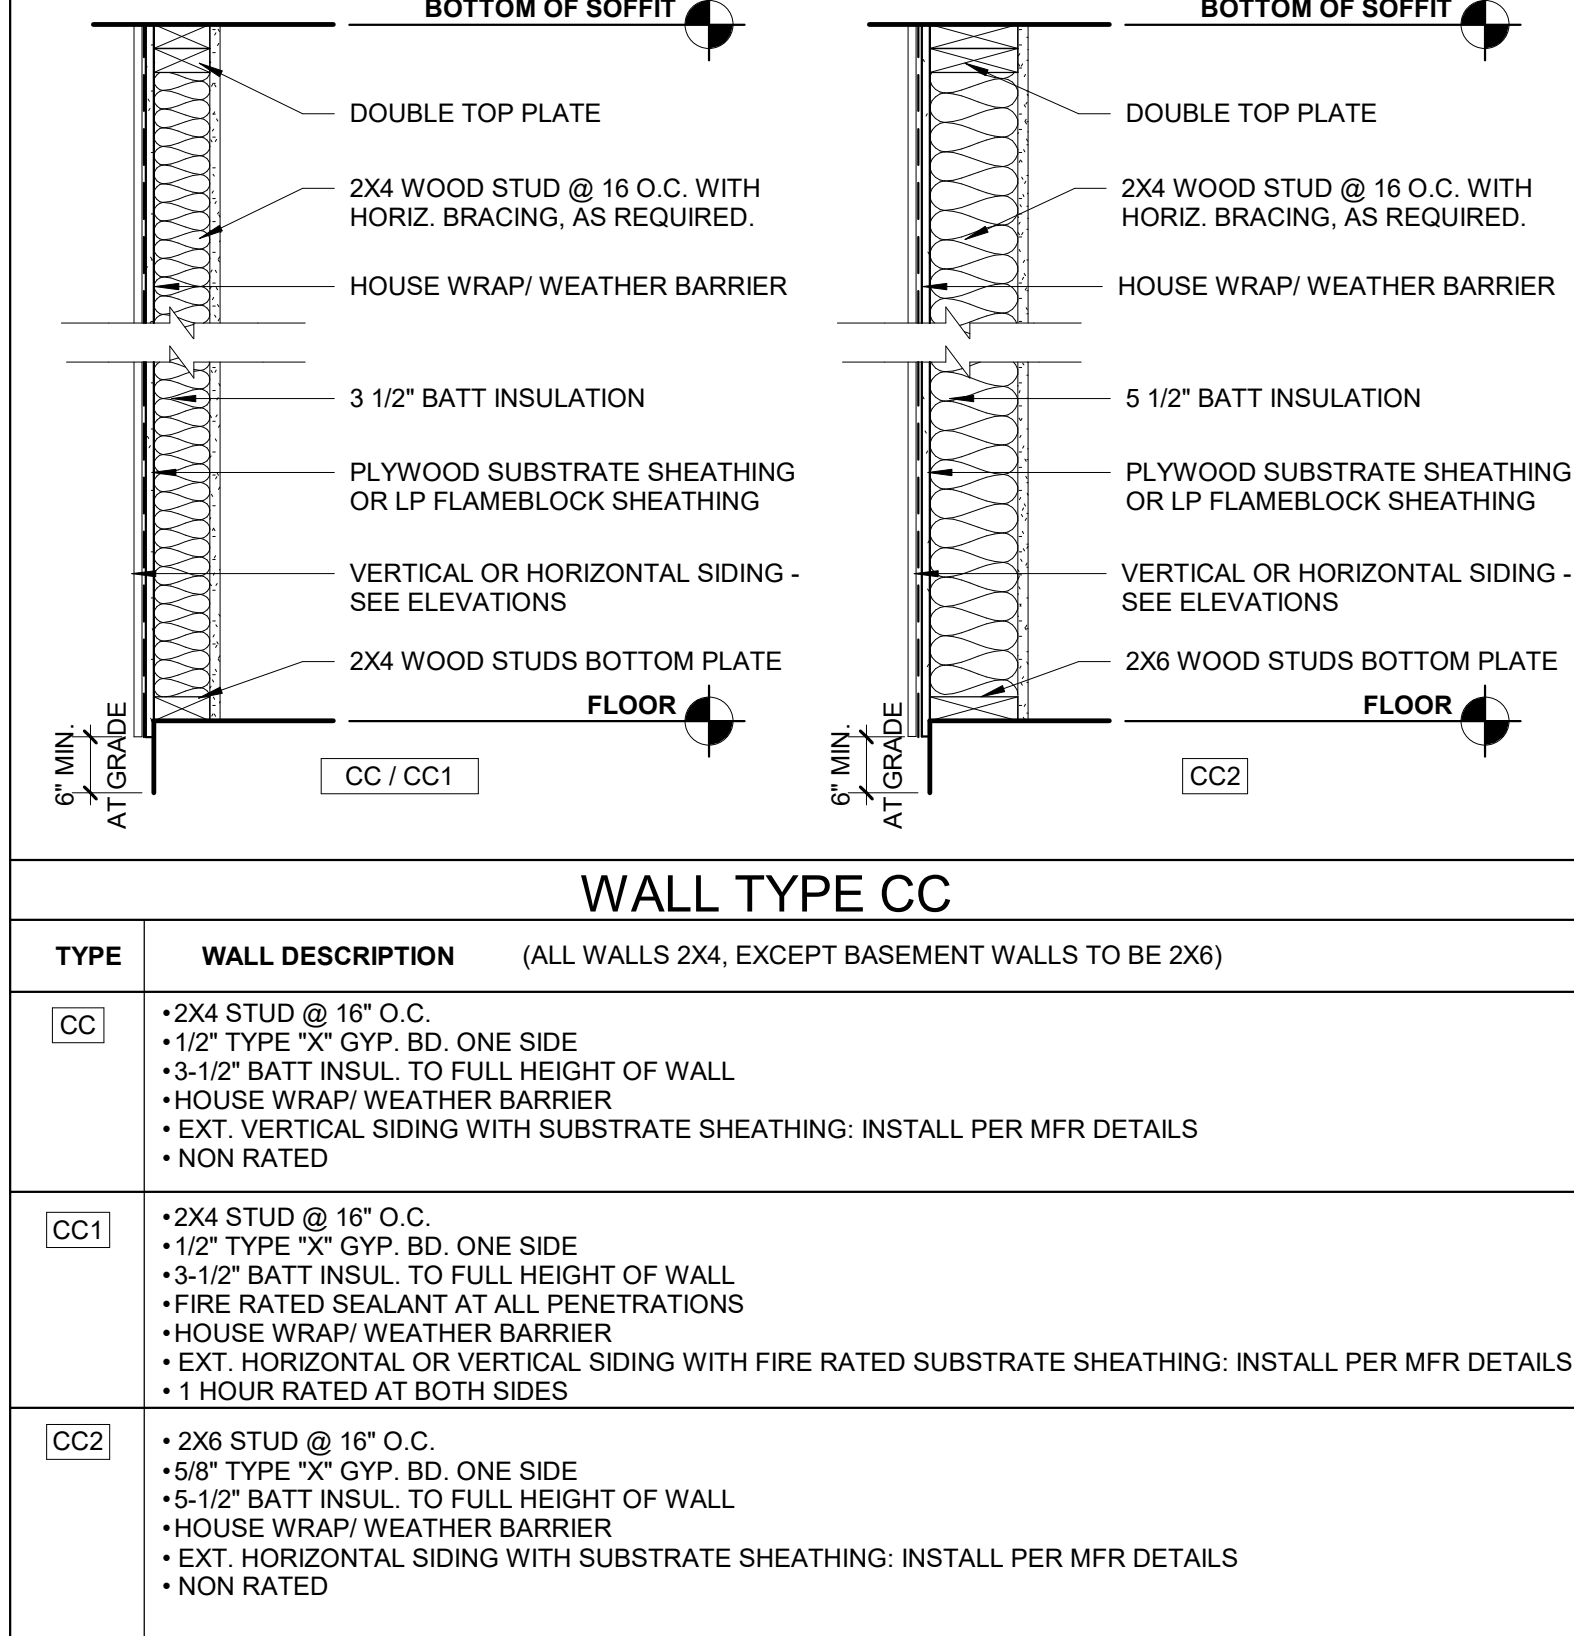 BOTTOM OF SOFFIT
DOUBLE TOP PLATE
2X4 WOOD STUD @ 16 O.C. WITH
HORIZ. BRACING, AS REQUIRED.
HOUSE WRAP/ WEATHER BARRIER
3 1/2" BATT INSULATION
PLYWOOD SUBSTRATE SHEATHING
OR LP FLAMEBLOCK SHEATHING
VERTICAL OR HORIZONTAL SIDING -
SEE ELEVATIONS
2X4 WOOD STUDS BOTTOM PLATE
FLOOR
6" MIN.
AT GRADE
CC / CC1
BOTTOM OF SOFFIT
DOUBLE TOP PLATE
2X4 WOOD STUD @ 16 O.C. WITH
HORIZ. BRACING, AS REQUIRED.
HOUSE WRAP/ WEATHER BARRIER
5 1/2" BATT INSULATION
PLYWOOD SUBSTRATE SHEATHING
OR LP FLAMEBLOCK SHEATHING
VERTICAL OR HORIZONTAL SIDING -
SEE ELEVATIONS
2X6 WOOD STUDS BOTTOM PLATE
FLOOR
6" MIN.
AT GRADE
CC2
WALL TYPE CC
TYPE WALL DESCRIPTION (ALL WALLS 2X4, EXCEPT BASEMENT WALLS TO BE 2X6)
CC
•2X4 STUD @ 16" O.C.
•1/2" TYPE "X" GYP. BD. ONE SIDE
•3-1/2" BATT INSUL. TO FULL HEIGHT OF WALL
•HOUSE WRAP/ WEATHER BARRIER
• EXT. VERTICAL SIDING WITH SUBSTRATE SHEATHING: INSTALL PER MFR DETAILS
• NON RATED
CC1
•2X4 STUD @ 16" O.C.
•1/2" TYPE "X" GYP. BD. ONE SIDE
•3-1/2" BATT INSUL. TO FULL HEIGHT OF WALL
•FIRE RATED SEALANT AT ALL PENETRATIONS
•HOUSE WRAP/ WEATHER BARRIER
• EXT. HORIZONTAL OR VERTICAL SIDING WITH FIRE RATED SUBSTRATE SHEATHING: INSTALL PER MFR DETAILS
• 1 HOUR RATED AT BOTH SIDES
CC2
• 2X6 STUD @ 16" O.C.
•5/8" TYPE "X" GYP. BD. ONE SIDE
•5-1/2" BATT INSUL. TO FULL HEIGHT OF WALL
•HOUSE WRAP/ WEATHER BARRIER
• EXT. HORIZONTAL SIDING WITH SUBSTRATE SHEATHING: INSTALL PER MFR DETAILS
• NON RATED